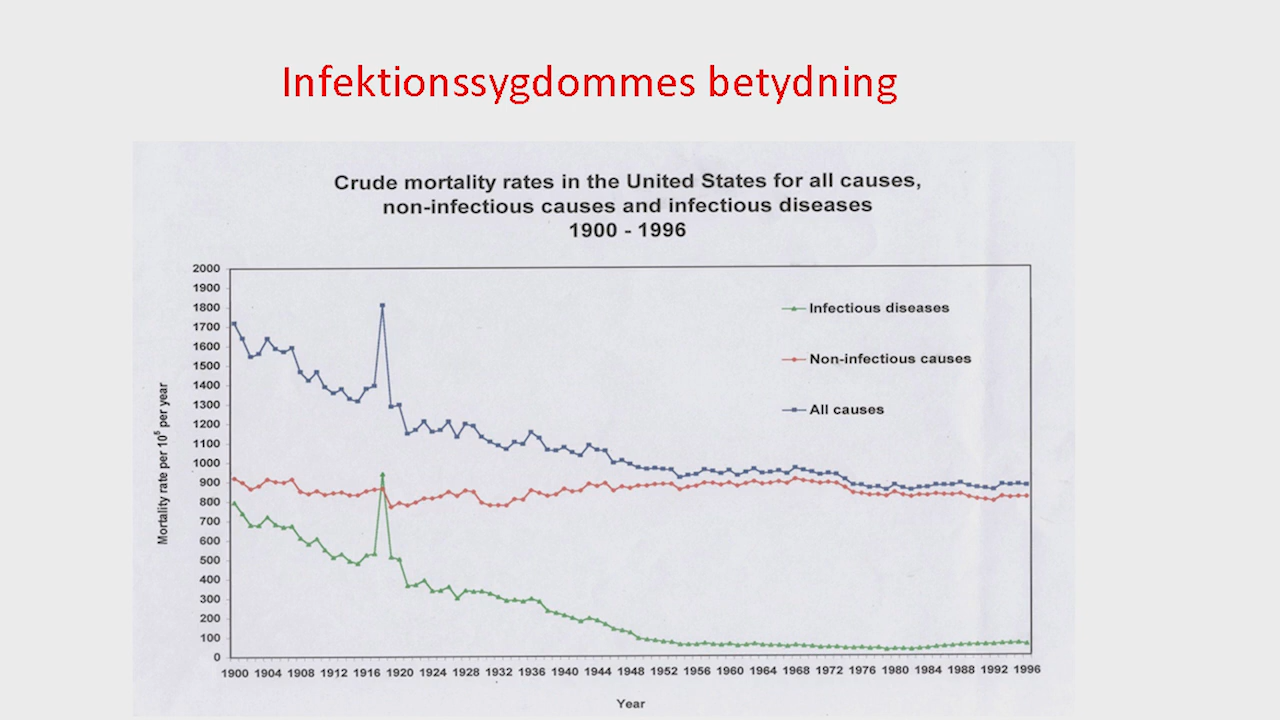 Infektionssygdommes betydning
Crude mortality rates in the United States for all causes,
non-infectious causes and infectious diseases
1900 - 1996
2000
1900
1800
1700
1600
1500
1400
1300
1200
1100
1000
900
800
700
600
500
400
300
200
100
0
Mortality rate per 10⁵ per year
Infectious diseases
Non-infectious causes
All causes
1900 1904 1908 1912 1916 1920 1924 1928 1932 1936 1940 1944 1948 1952 1956 1960 1964 1968 1972 1976 1980 1984 1988 1992 1996
Year